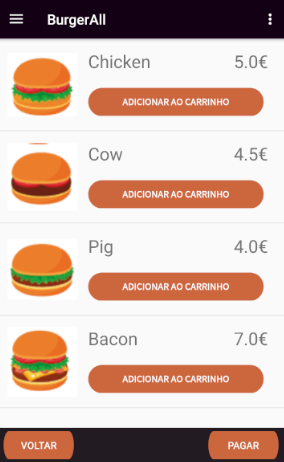 BurgerAll
Chicken 5.0€
ADICIONAR AO CARRINHO
Cow 4.5€
ADICIONAR AO CARRINHO
Pig 4.0€
ADICIONAR AO CARRINHO
Bacon 7.0€
ADICIONAR AO CARRINHO
VOLTAR PAGAR